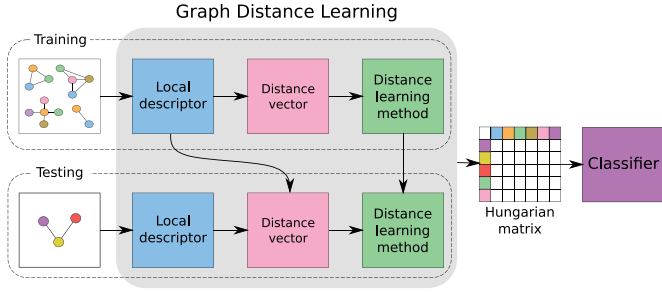 Graph Distance Learning
Training
Local
descriptor
Distance
vector
Distance
learning
method
Testing
Local
descriptor
Distance
vector
Distance
learning
method
Hungarian
matrix
Classifier